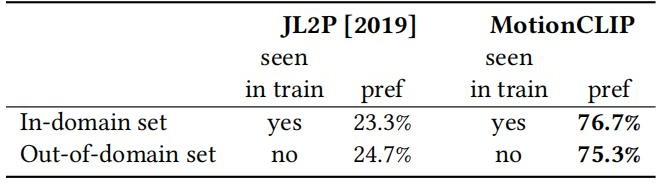 JL2P [2019] MotionCLIP
seen seen
in train pref in train pref
In-domain set yes 23.3% yes 76.7%
Out-of-domain set no 24.7% no 75.3%